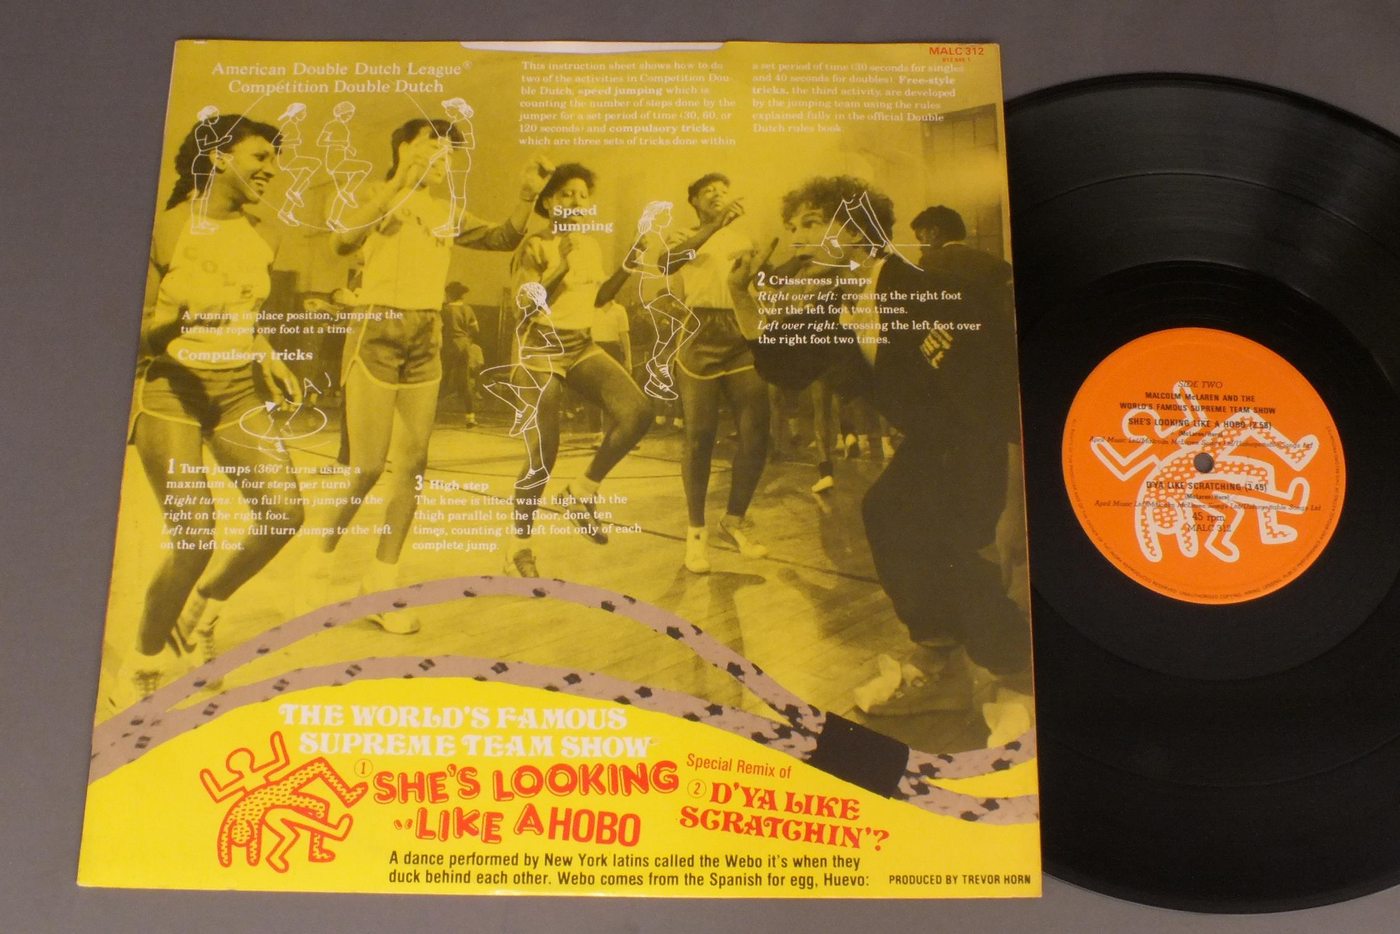 MALC 312
American Double Dutch League®
Competition Double Dutch
This instruction sheet shows how to do
two of the activities in Competition Dou-
ble Dutch, speed jumping which is
counting the number of steps done by the
jumper for a set period of time (30, 60, or
120 seconds) and compulsory tricks
which are three sets of tricks done within
a set period of time (30 seconds for singles
and 40 seconds for doubles). Free-style
tricks, the third activity, are developed
by the jumping team using the rules
explained fully in the official Double
Dutch rules book.
Speed
jumping
A running in place position, jumping the
turning ropes one foot at a time.
Compulsory tricks
1 Turn jumps (360° turns using a
maximum of four steps per turn)
Right turns: two full turn jumps to the
right on the right foot.
Left turns: two full turn jumps to the left
on the left foot.
2 Crisscross jumps
Right over left: crossing the right foot
over the left foot two times.
Left over right: crossing the left foot over
the right foot two times.
3 High step
The knee is lifted waist high with the
thigh parallel to the floor, done ten
times, counting the left foot only of each
complete jump.
THE WORLD'S FAMOUS
SUPREME TEAM SHOW
1 SHE'S LOOKING
"LIKE A HOBO
Special Remix of
2 D'YA LIKE
SCRATCHIN'?
A dance performed by New York latins called the Webo it's when they
duck behind each other. Webo comes from the Spanish for egg, Huevo:
PRODUCED BY TREVOR HORN
SIDE TWO
MALCOLM McLAREN AND THE
WORLD'S FAMOUS SUPREME TEAM SHOW
SHE'S LOOKING LIKE A HOBO (2.58)
(McLaren/Horn)
D'YA LIKE SCRATCHING (3.45)
(McLaren/Horn)
45 rpm
MALC 312